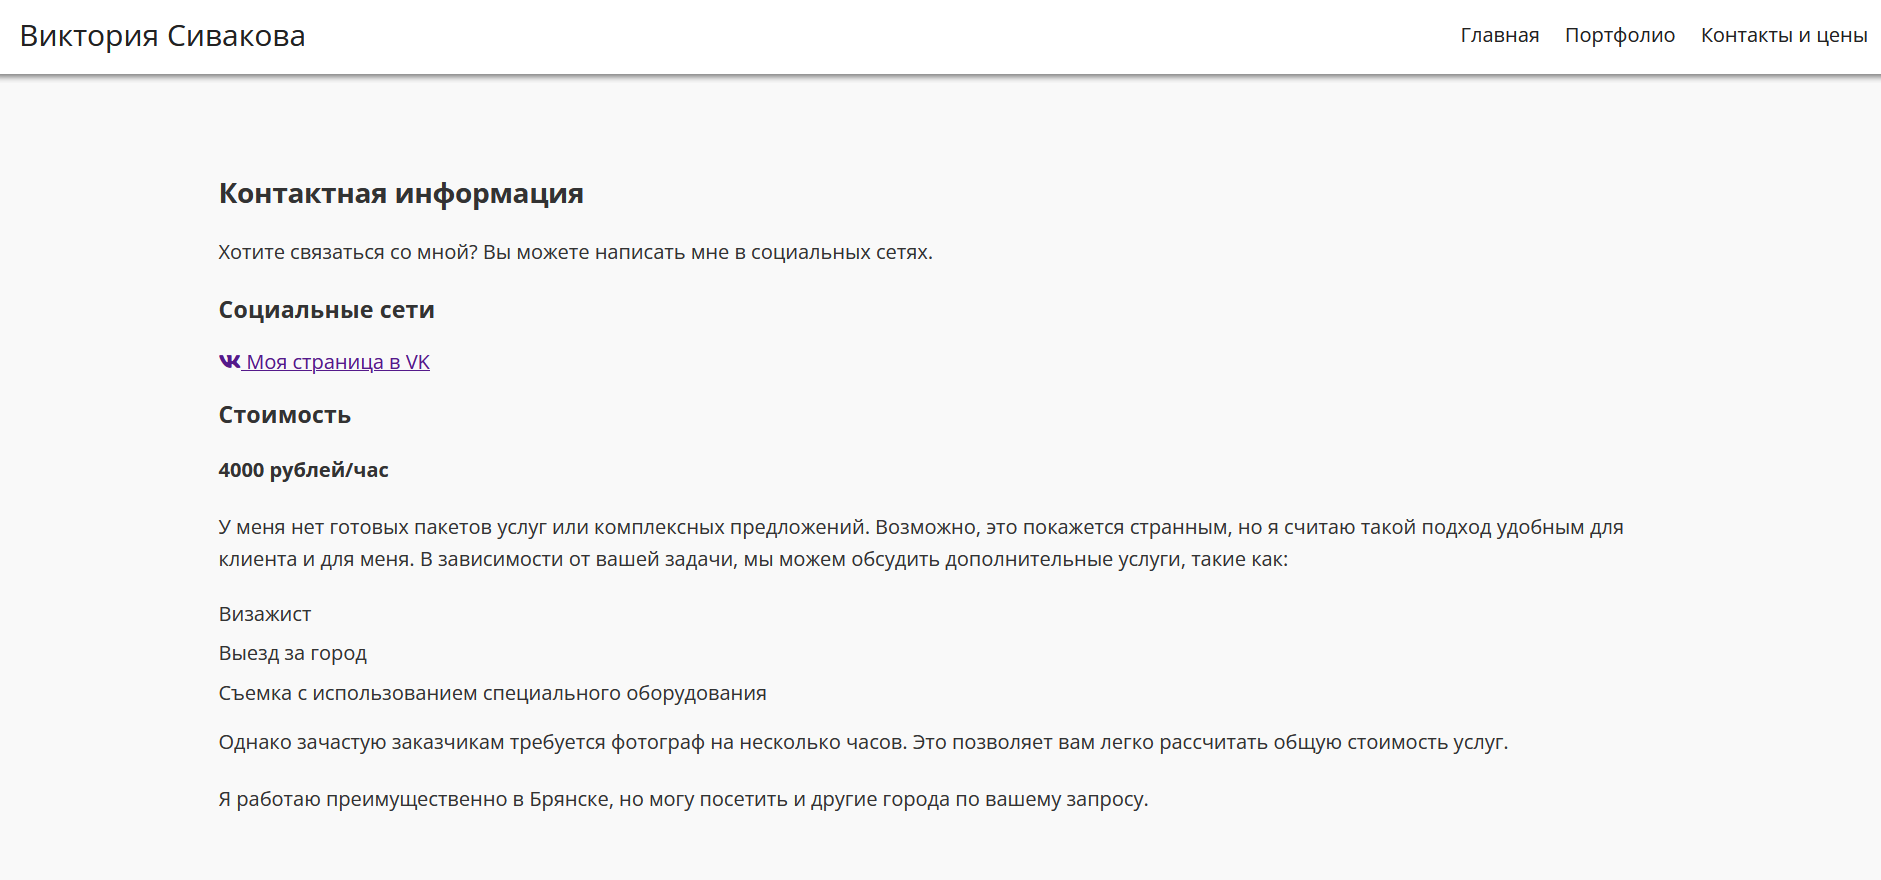 Виктория Сивакова
Главная Портфолио Контакты и цены
Контактная информация
Хотите связаться со мной? Вы можете написать мне в социальных сетях.
Социальные сети
Моя страница в VK
Стоимость
4000 рублей/час
У меня нет готовых пакетов услуг или комплексных предложений. Возможно, это покажется странным, но я считаю такой подход удобным для
клиента и для меня. В зависимости от вашей задачи, мы можем обсудить дополнительные услуги, такие как:
Визажист
Выезд за город
Съемка с использованием специального оборудования
Однако зачастую заказчикам требуется фотограф на несколько часов. Это позволяет вам легко рассчитать общую стоимость услуг.
Я работаю преимущественно в Брянске, но могу посетить и другие города по вашему запросу.